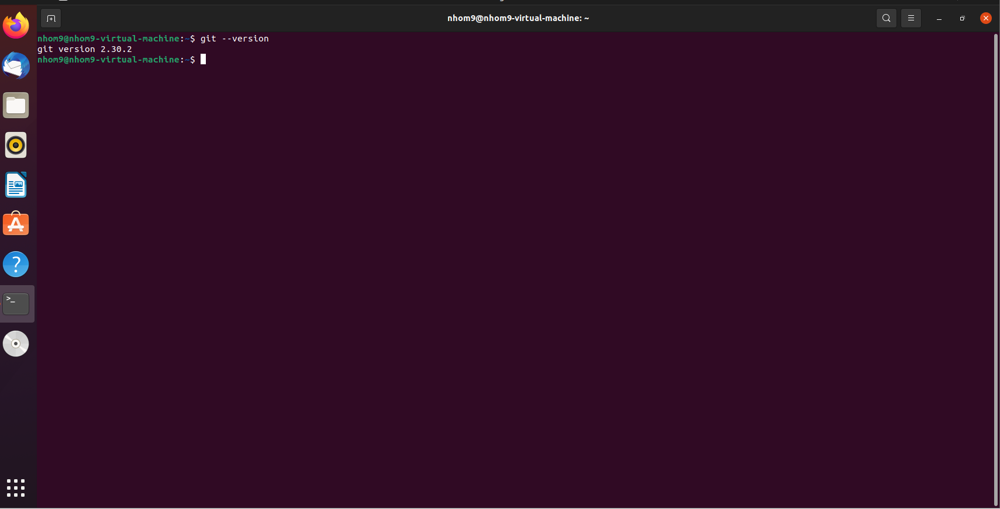 nhom9@nhom9-virtual-machine: ~
nhom9@nhom9-virtual-machine:~$ git --version
git version 2.30.2
nhom9@nhom9-virtual-machine:~$
>_
?